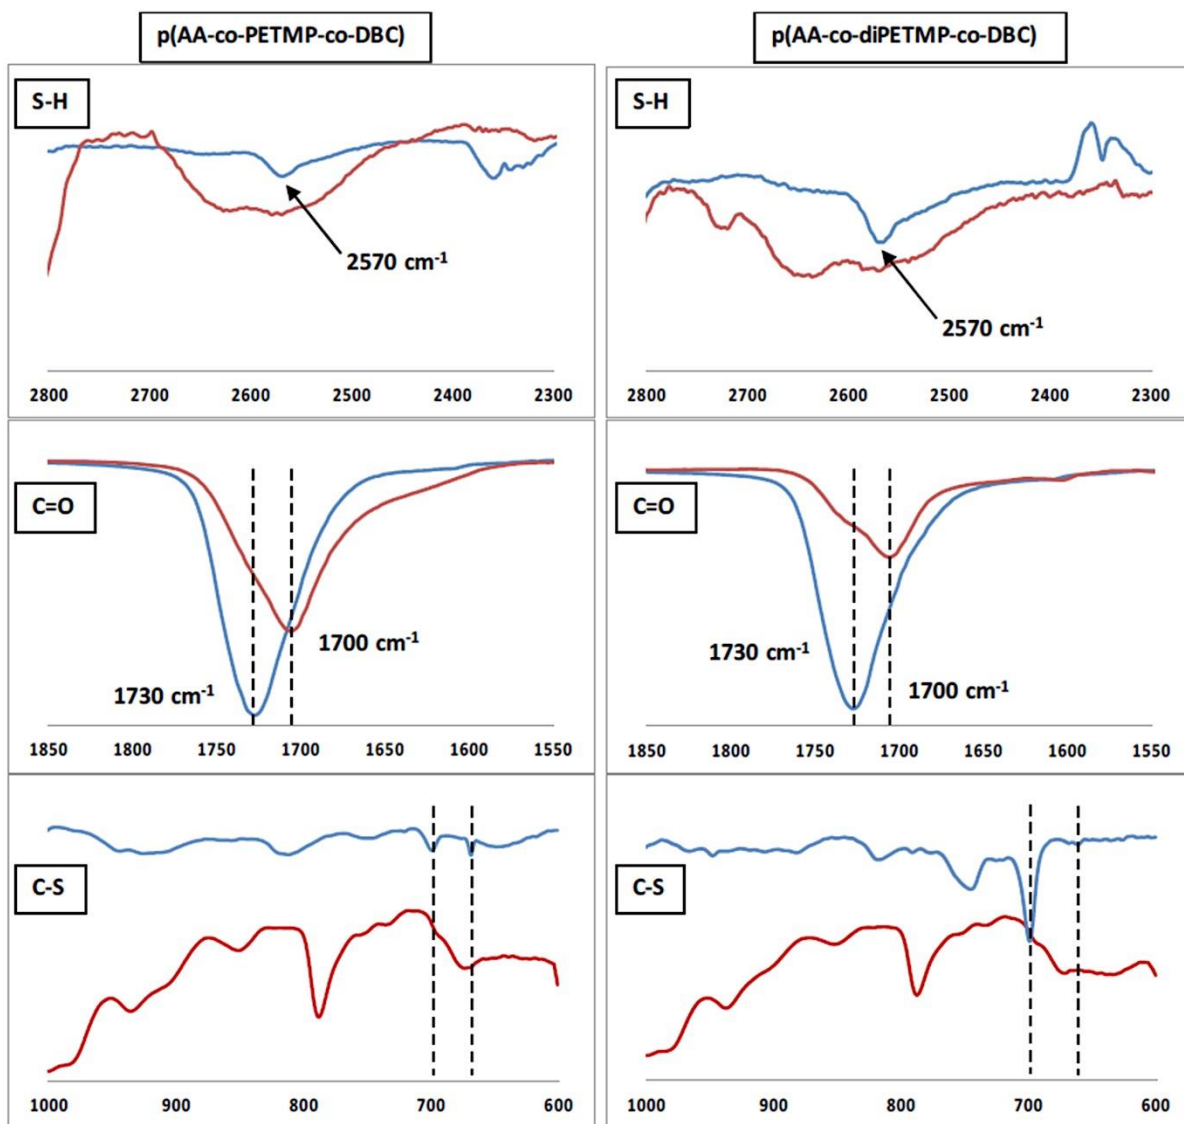 p(AA-co-PETMP-co-DBC)
p(AA-co-diPETMP-co-DBC)
S-H
2570 cm⁻¹
2800 2700 2600 2500 2400 2300
S-H
2570 cm⁻¹
2800 2700 2600 2500 2400 2300
C=O
1700 cm⁻¹
1730 cm⁻¹
1850 1800 1750 1700 1650 1600 1550
C=O
1730 cm⁻¹
1700 cm⁻¹
1850 1800 1750 1700 1650 1600 1550
C-S
1000 900 800 700 600
C-S
1000 900 800 700 600